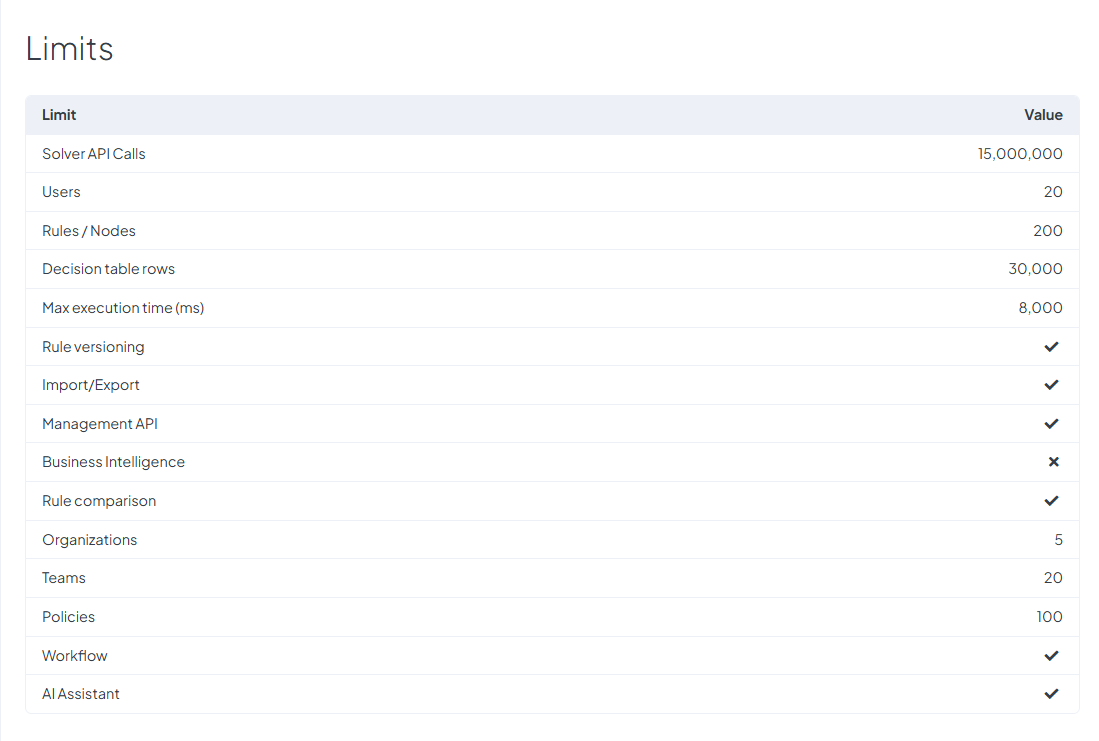 Limits
Limit Value
Solver API Calls 15,000,000
Users 20
Rules / Nodes 200
Decision table rows 30,000
Max execution time (ms) 8,000
Rule versioning ✔
Import/Export ✔
Management API ✔
Business Intelligence ✖
Rule comparison ✔
Organizations 5
Teams 20
Policies 100
Workflow ✔
AI Assistant ✔